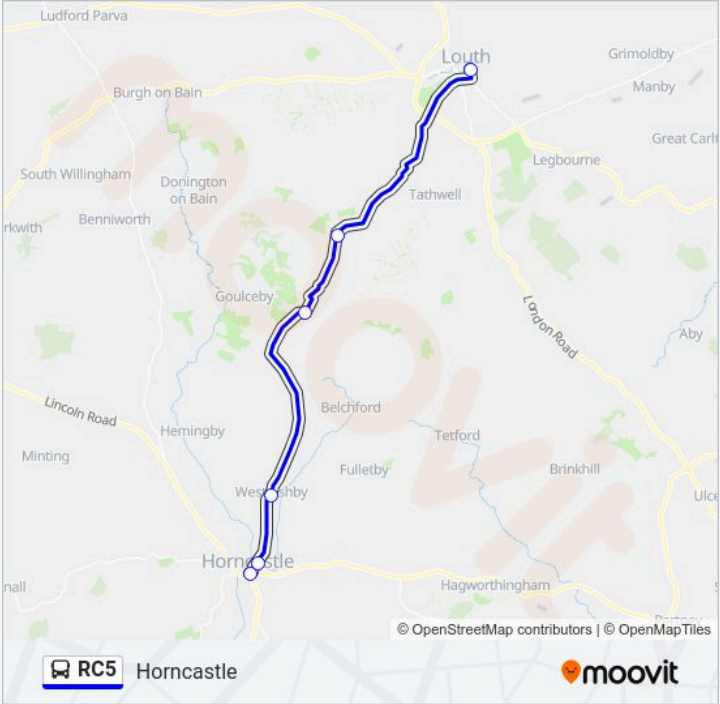 Ludford Parva
Louth
Grimoldby
Manby
Burgh on Bain
Great Carlt
Legbourne
South Willingham
Donington
on Bain
Tathwell
Benniworth
rkwith
Goulceby
London Road
Aby
Lincoln Road
Belchford
Hemingby
Tetford
Minting
Fulletby
Brinkhill
West Ashby
Ulce
Horncastle
nall
Hagworthingham
© OpenStreetMap contributors | © OpenMapTiles
RC5 Horncastle
moovit
moovit